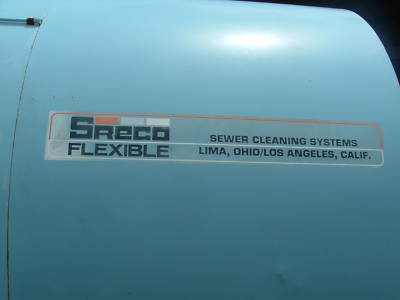 SRECO
FLEXIBLE
SEWER CLEANING SYSTEMS
LIMA, OHIO/LOS ANGELES, CALIF.